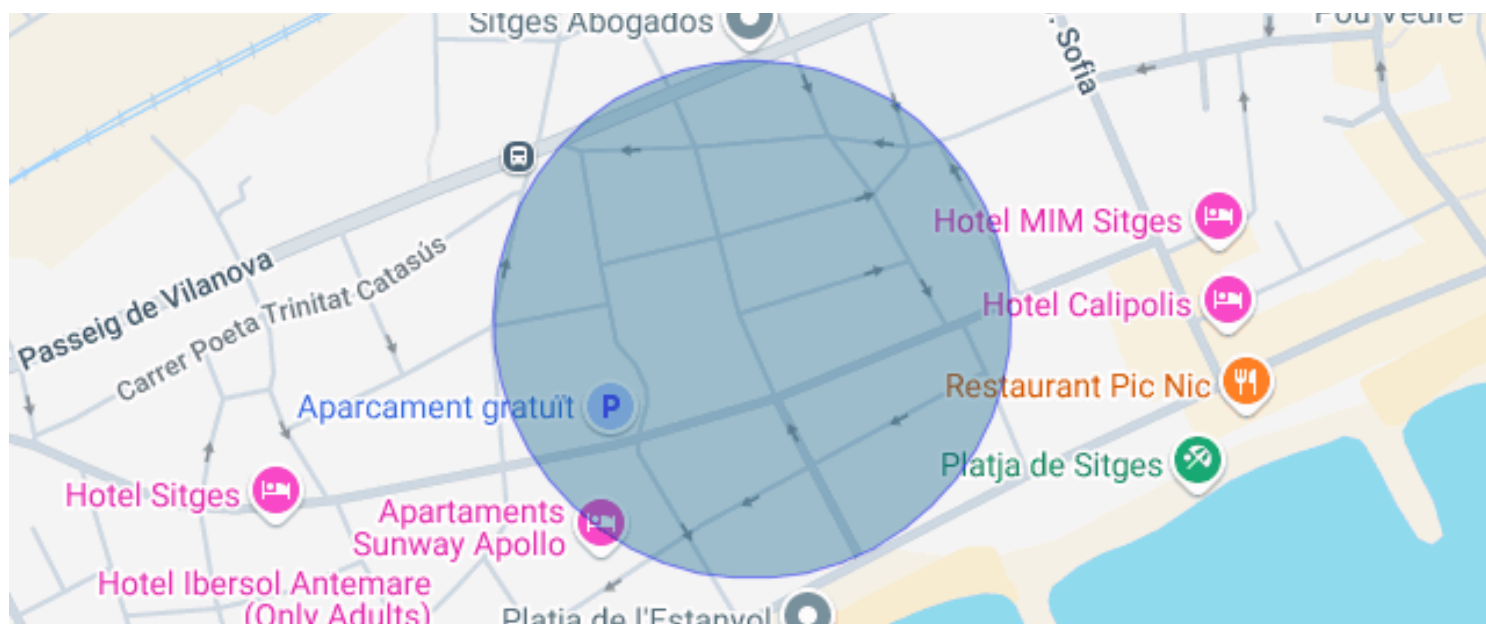 Sitges Abogados
Pou Vedre
. Sofia
Passeig de Vilanova
Carrer Poeta Trinitat Catasús
Hotel MIM Sitges
Hotel Calipolis
Restaurant Pic Nic
Aparcament gratuït
P
Platja de Sitges
Hotel Sitges
Apartaments
Sunway Apollo
Hotel Ibersol Antemare
(Only Adults)
Platja de l'Estanyol